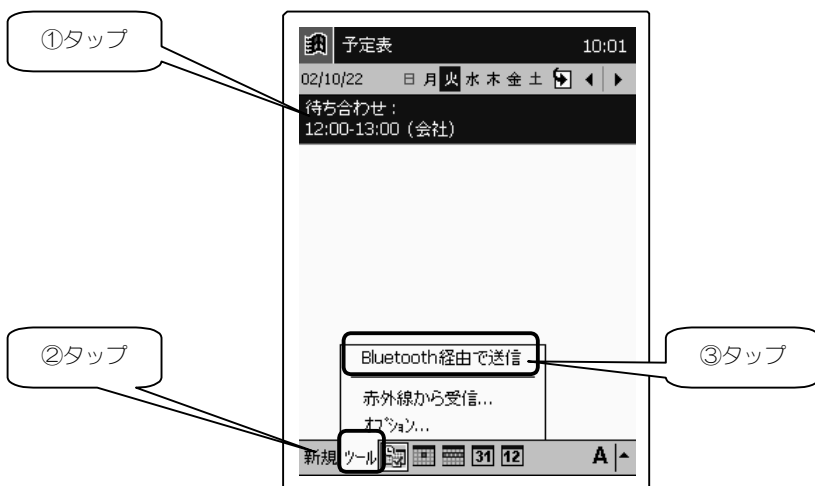 ①タップ
予定表 10:01
02/10/22 日 月 火 水 木 金 土
待ち合わせ：
12:00-13:00 (会社)
②タップ
Bluetooth経由で送信
③タップ
赤外線から受信...
ｵﾌﾟｼｮﾝ...
新規 ﾂｰﾙ 31 12 A